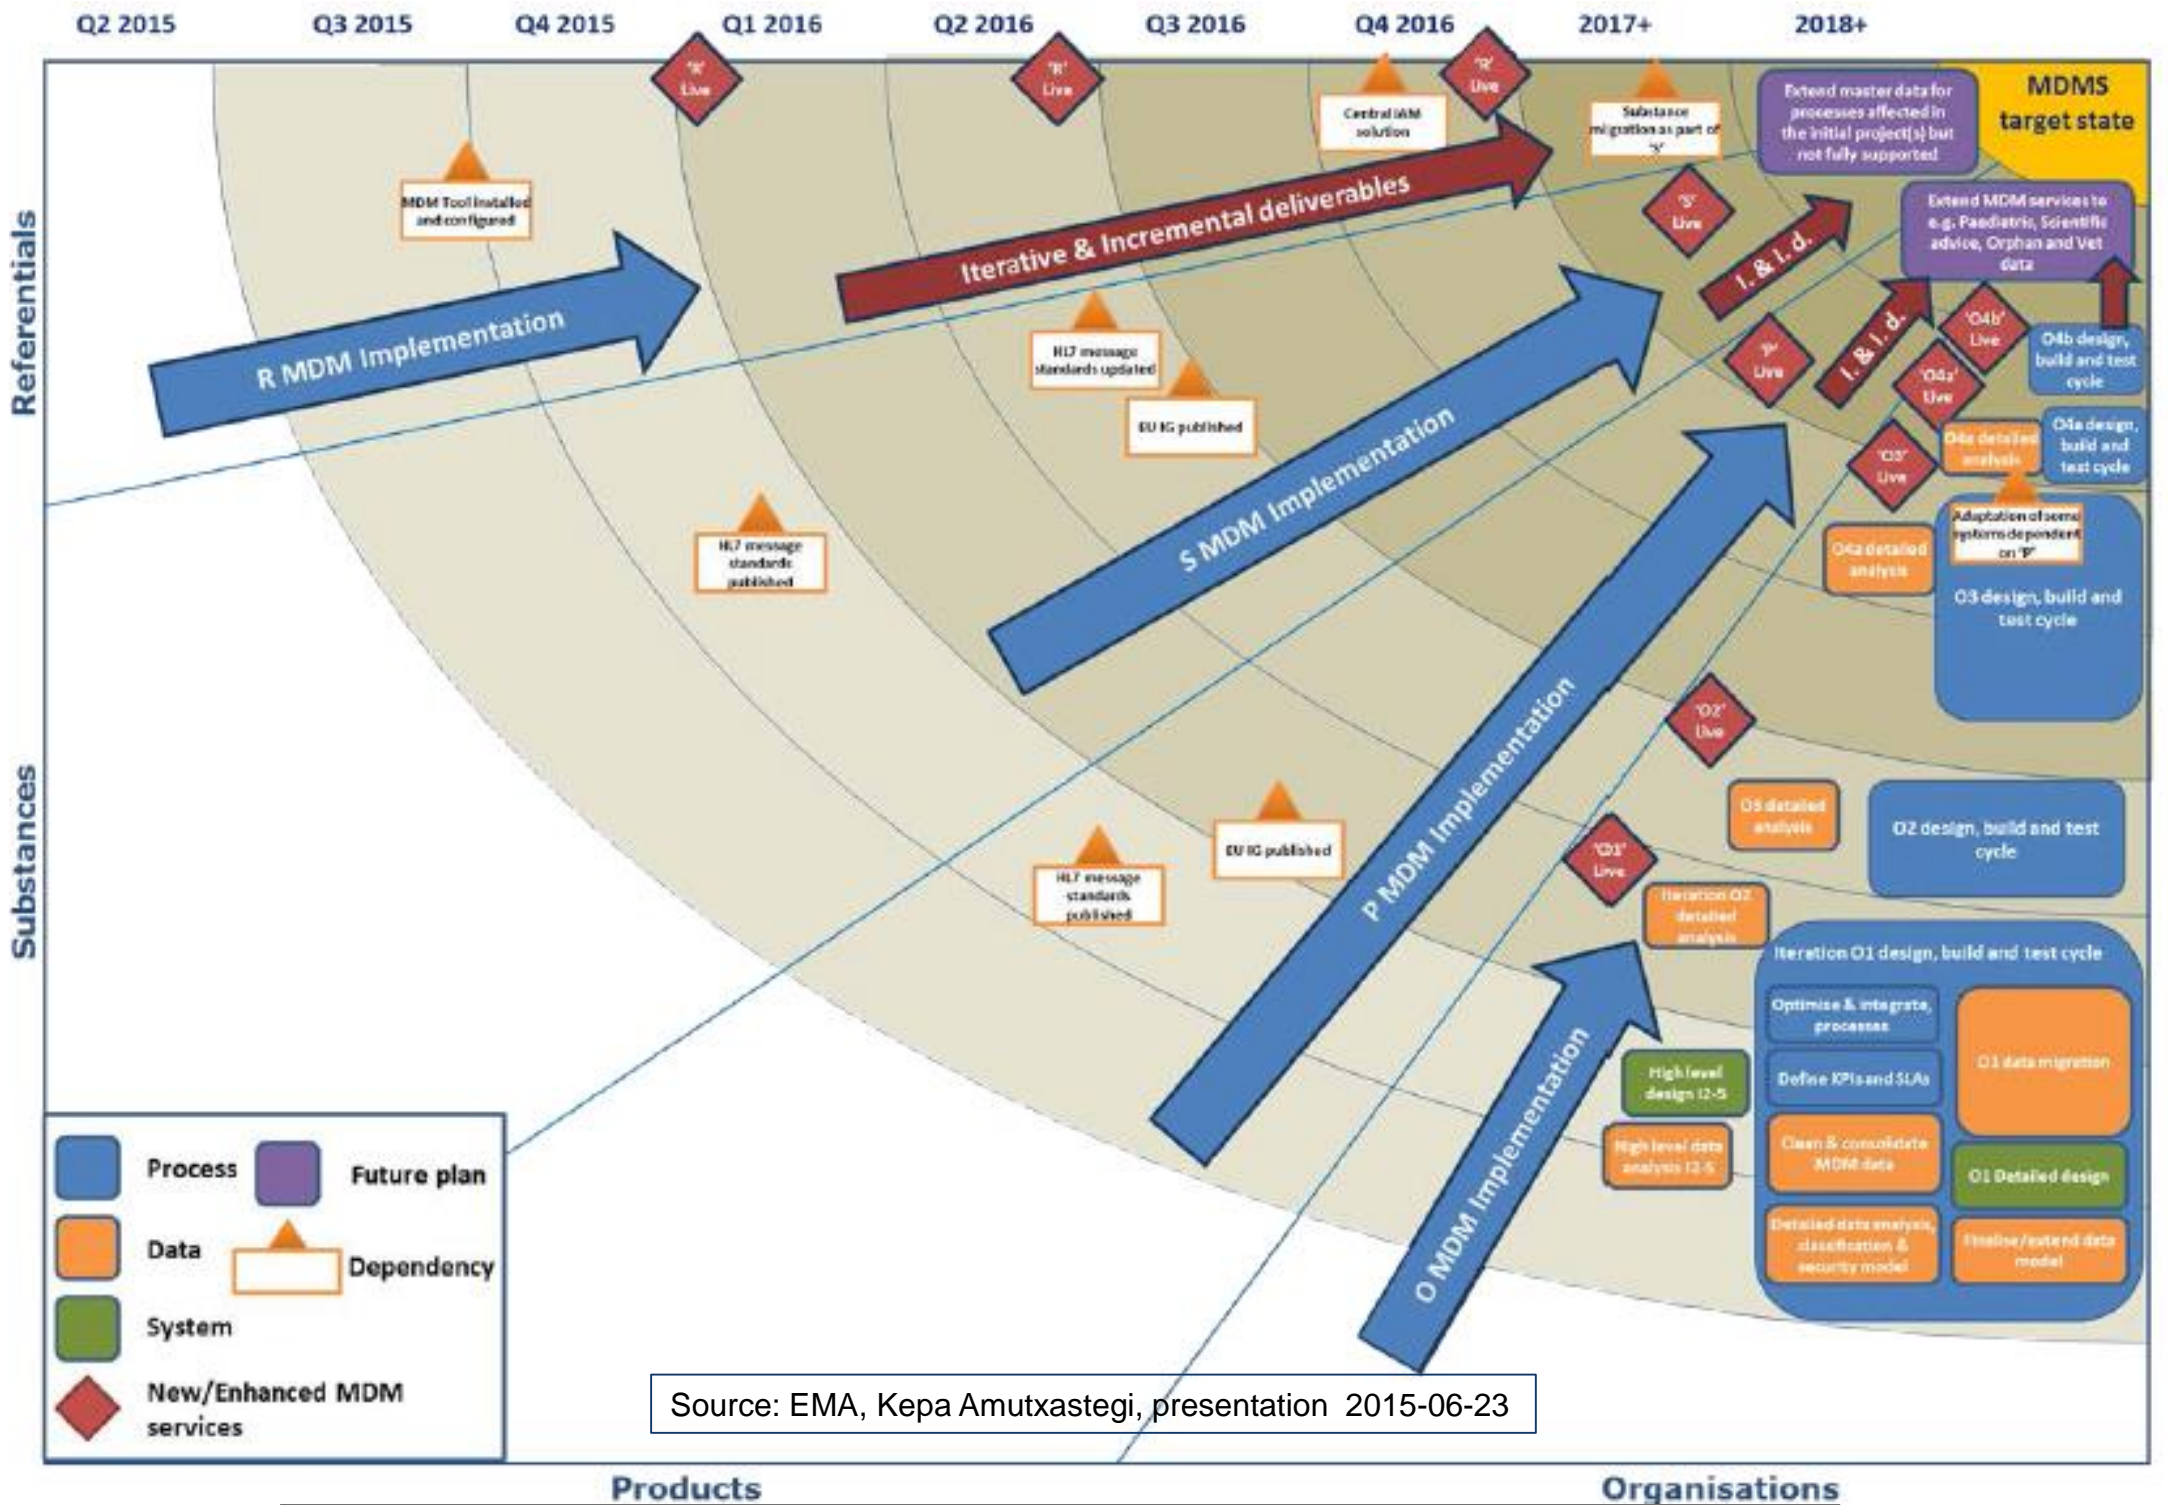 Q2 2015
Q3 2015
Q4 2015
Q1 2016
Q2 2016
Q3 2016
Q4 2016
2017+
2018+
MDMS
target state
'R'
Live
'R'
Live
'R'
Live
Central IAM
solution
Substance
migration as part of
'S'
Extend master data for
processes affected in
the initial project(s) but
not fully supported
Extend MDM services to
e.g. Paediatric, Scientific
advice, Orphan and Vet
data
MDM Tool installed
and configured
Referentials
R MDM Implementation
Iterative & Incremental deliverables
'S'
Live
I. & I. d.
I. & I. d.
HL7 message
standards updated
EU IG published
S MDM Implementation
'P'
Live
'O4b'
Live
O4b design,
build and test
cycle
'O4a'
Live
O4a design,
build and
test cycle
detailed
analysis
'O3'
Live
HL7 message
standards
published
Adaptation of some
systems dependent
on 'P'
O4a detailed
analysis
O3 design, build and
test cycle
Substances
'O2'
Live
P MDM Implementation
O3 detailed
analysis
O2 design, build and test
cycle
EU IG published
HL7 message
standards
published
'O1'
Live
Iteration O2
detailed
analysis
Iteration O1 design, build and test cycle
Optimise & integrate,
processes
Define KPIs and SLAs
O1 data migration
Clean & consolidate
MDM data
O1 Detailed design
Detailed data analysis,
classification &
security model
Finalise/extend data
model
High level
design I2-5
High level data
analysis I2-5
O MDM Implementation
Process
Future plan
Data
Dependency
System
New/Enhanced MDM
services
Source: EMA, Kepa Amutxastegi, presentation 2015-06-23
Products
Organisations